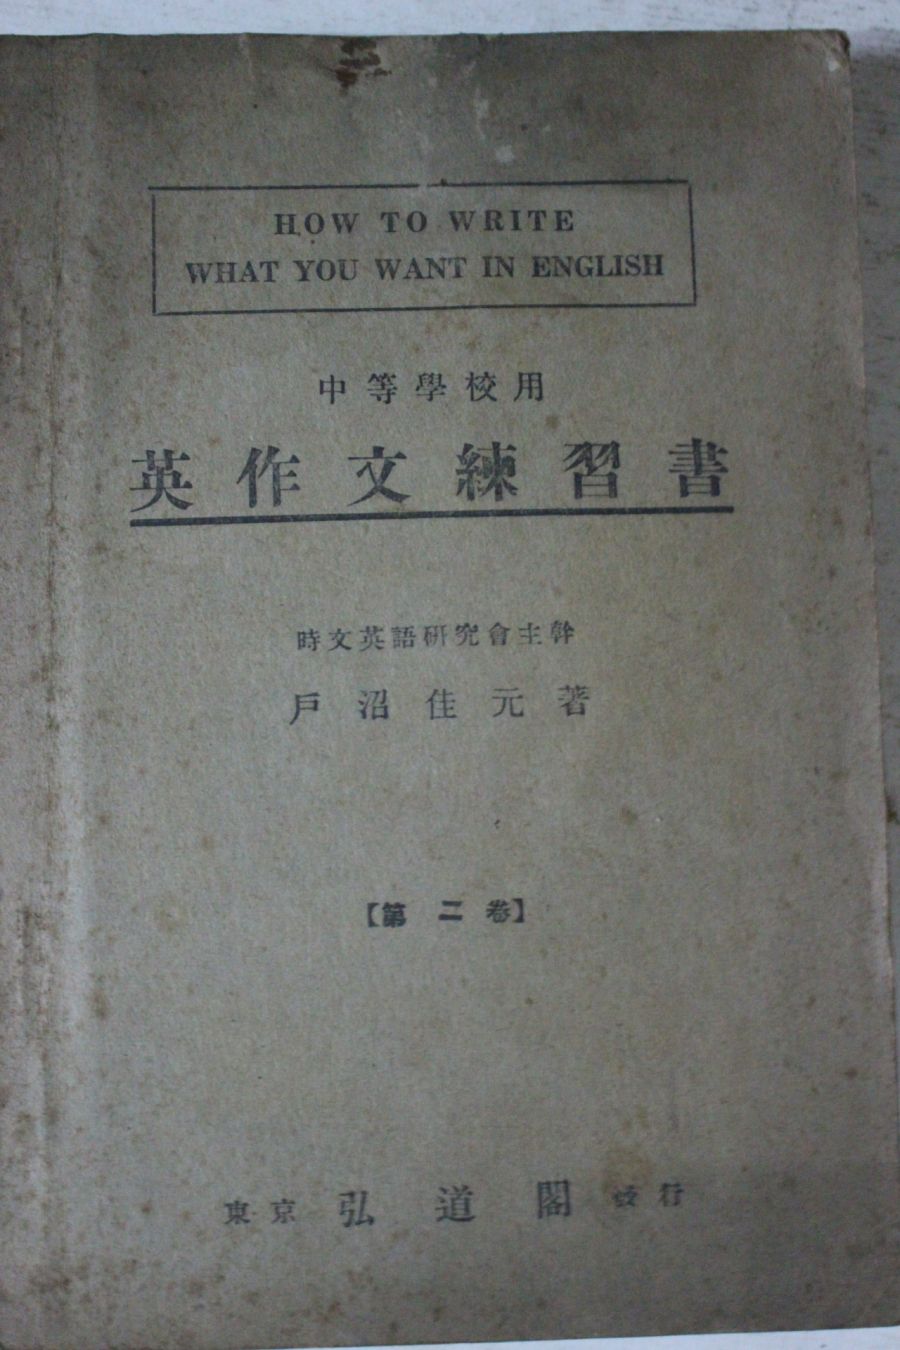 HOW TO WRITE
WHAT YOU WANT IN ENGLISH
中等學校用
英作文練習書
時文英語研究會主幹
戶沼佳元著
【第二卷】
東京 弘道閣 發行